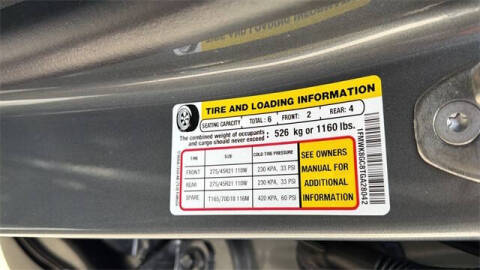 TIRE AND LOADING INFORMATION
SEATING CAPACITY TOTAL: 6 FRONT: 2 REAR: 4
The combined weight of occupants and cargo should never exceed : 526 kg or 1160 lbs.
TIRE SIZE COLD TIRE PRESSURE
FRONT 275/45R21 110W 230 KPA, 33 PSI
REAR 275/45R21 110W 230 KPA, 33 PSI
SPARE T165/70D18 116M 420 KPA, 60 PSI
SEE OWNERS
MANUAL FOR
ADDITIONAL
INFORMATION